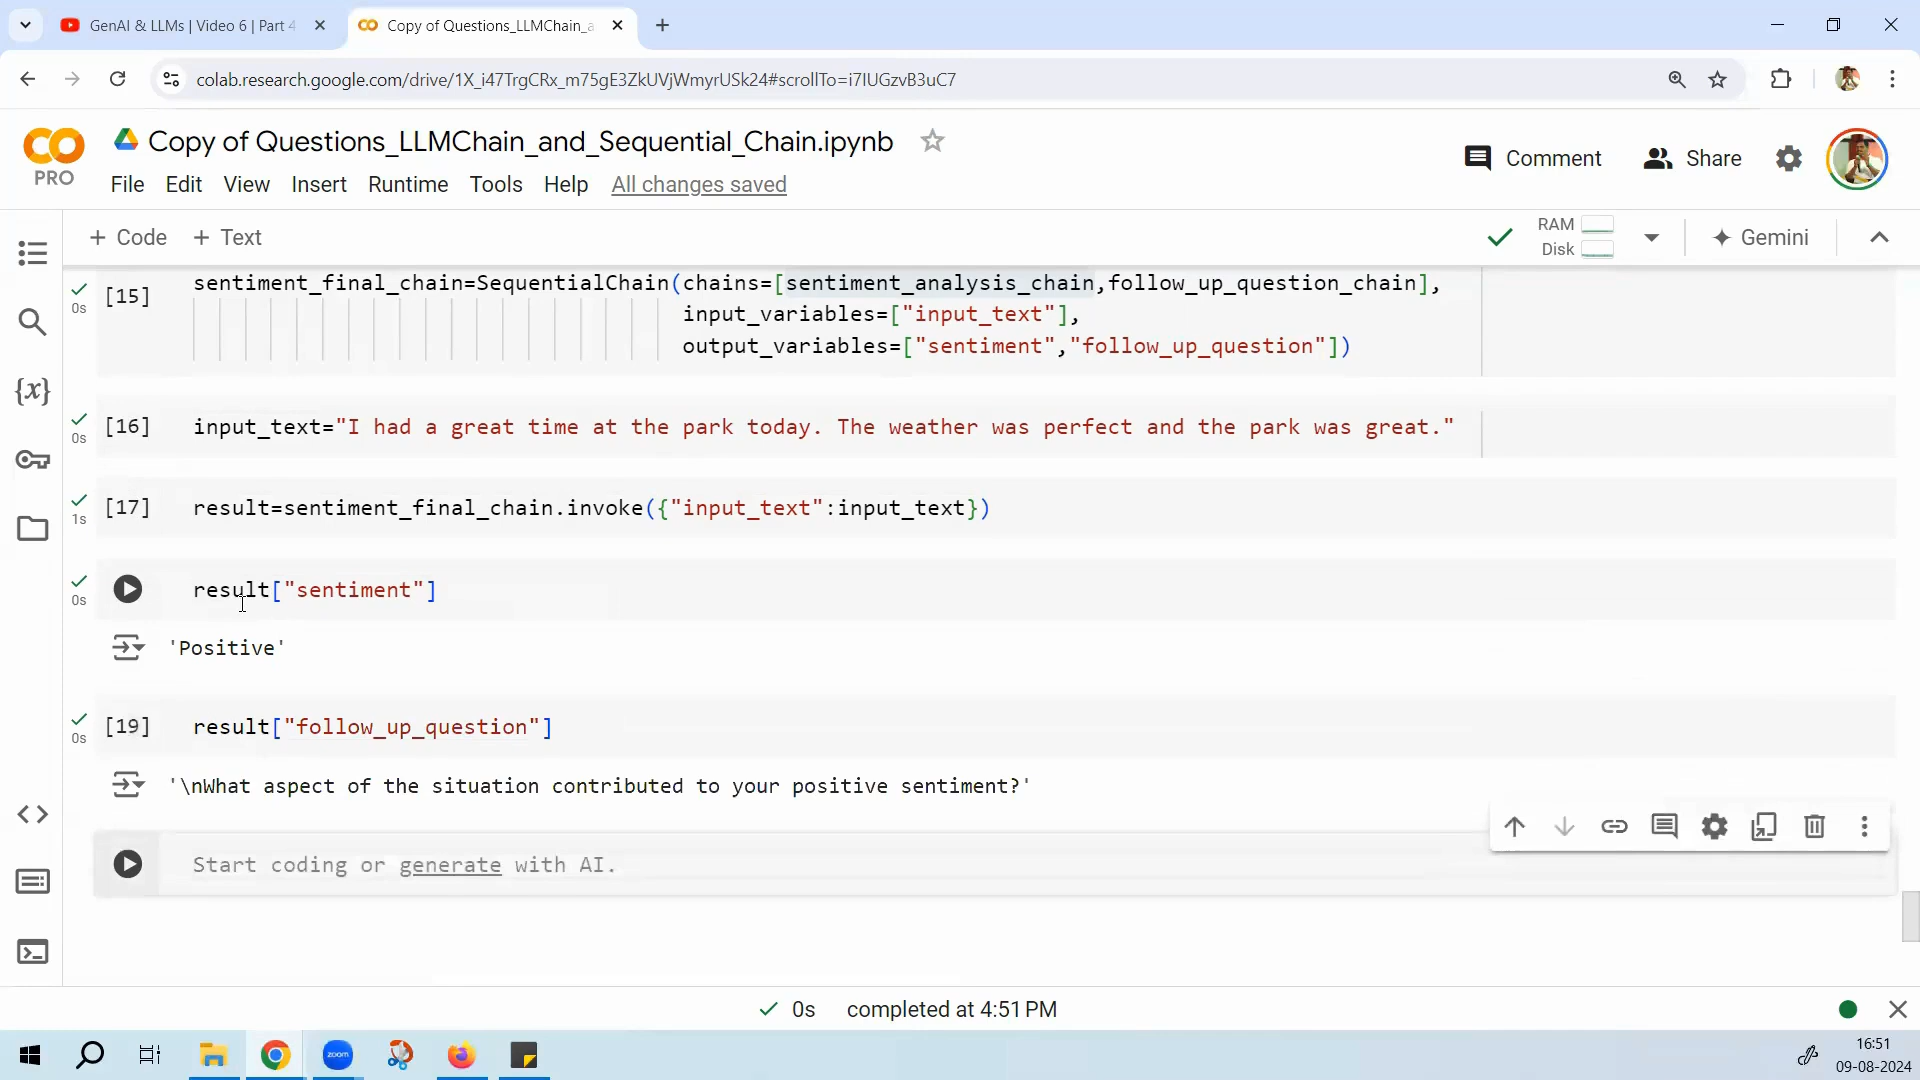 GenAI & LLMs | Video 6 | Part 4
Copy of Questions_LLMChain_a
colab.research.google.com/drive/1X_i47TrgCRx_m75gE3ZkUVjWmyrUSk24#scrollTo=i7IUGzvB3uC7
CO
PRO
Copy of Questions_LLMChain_and_Sequential_Chain.ipynb
Comment
Share
File Edit View Insert Runtime Tools Help All changes saved
+ Code + Text
RAM
Disk
Gemini
[15] sentiment_final_chain=SequentialChain(chains=[sentiment_analysis_chain,follow_up_question_chain],
0s
input_variables=["input_text"],
output_variables=["sentiment","follow_up_question"])
[16] input_text="I had a great time at the park today. The weather was perfect and the park was great."
0s
[17] result=sentiment_final_chain.invoke({"input_text":input_text})
1s
result["sentiment"]
0s
'Positive'
[19] result["follow_up_question"]
0s
'\nWhat aspect of the situation contributed to your positive sentiment?'
Start coding or generate with AI.
0s completed at 4:51 PM
zoom
16:51
09-08-2024